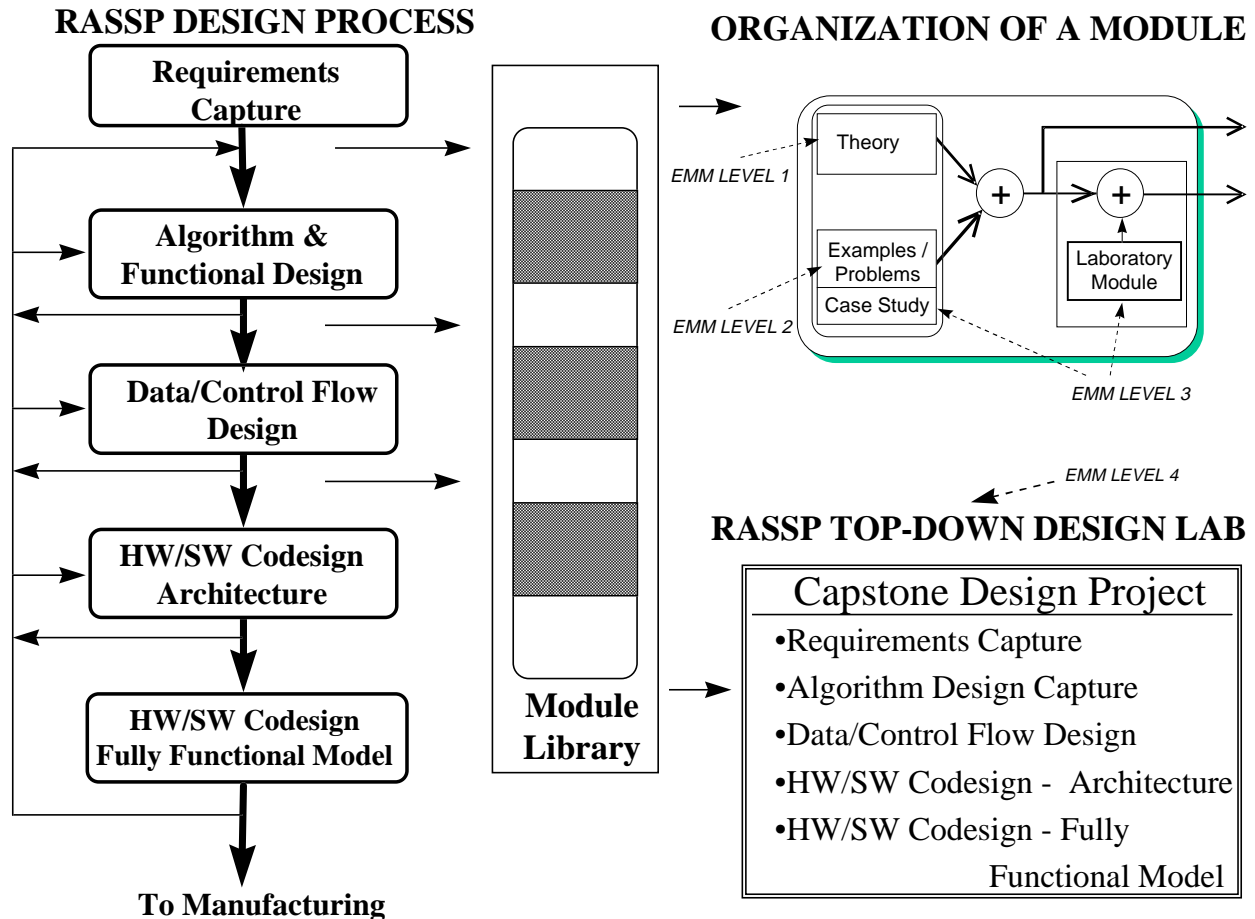 RASSP DESIGN PROCESS
Requirements
Capture
Algorithm &
Functional Design
Data/Control Flow
Design
HW/SW Codesign
Architecture
HW/SW Codesign
Fully Functional Model
To Manufacturing
Module
Library
ORGANIZATION OF A MODULE
Theory
EMM LEVEL 1
+
+
Examples /
Problems
Case Study
EMM LEVEL 2
Laboratory
Module
EMM LEVEL 3
EMM LEVEL 4
RASSP TOP-DOWN DESIGN LAB
Capstone Design Project
•Requirements Capture
•Algorithm Design Capture
•Data/Control Flow Design
•HW/SW Codesign - Architecture
•HW/SW Codesign - Fully
Functional Model